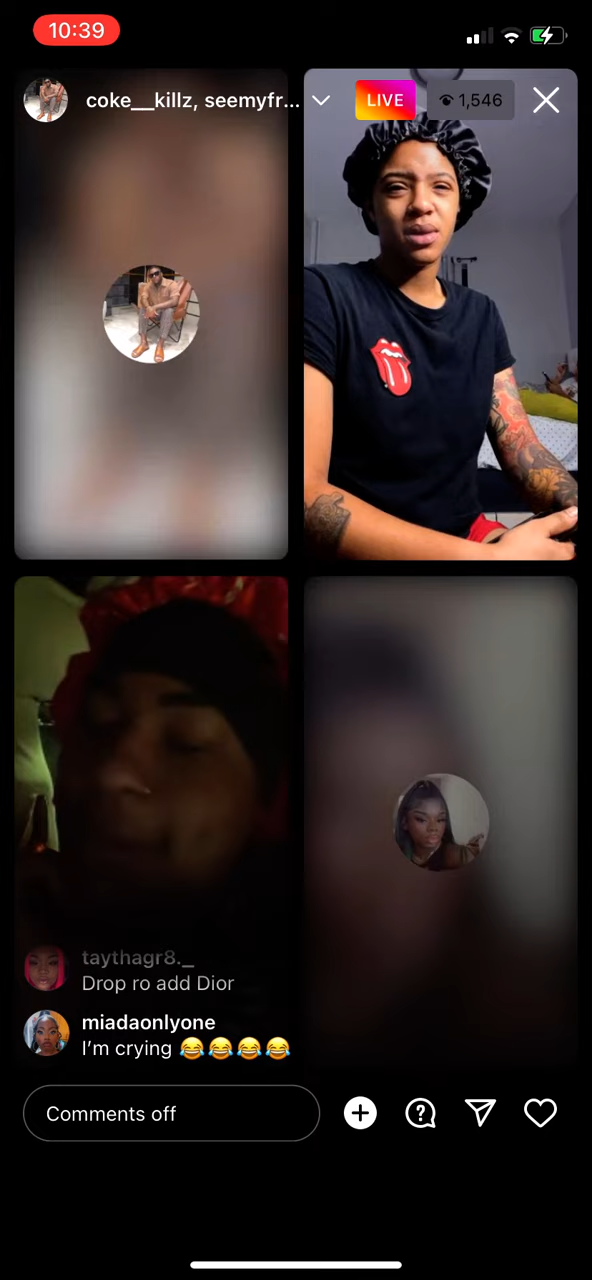 10:39
coke__killz, seemyfr...
LIVE
1,546
taythagr8._
Drop ro add Dior
miadaonlyone
I'm crying 😂😂😂😂
Comments off